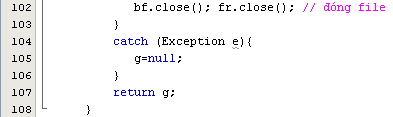 102 bf.close(); fr.close(); // đóng file
103 }
104 catch (Exception e){
105 g=null;
106 }
107 return g;
108 }